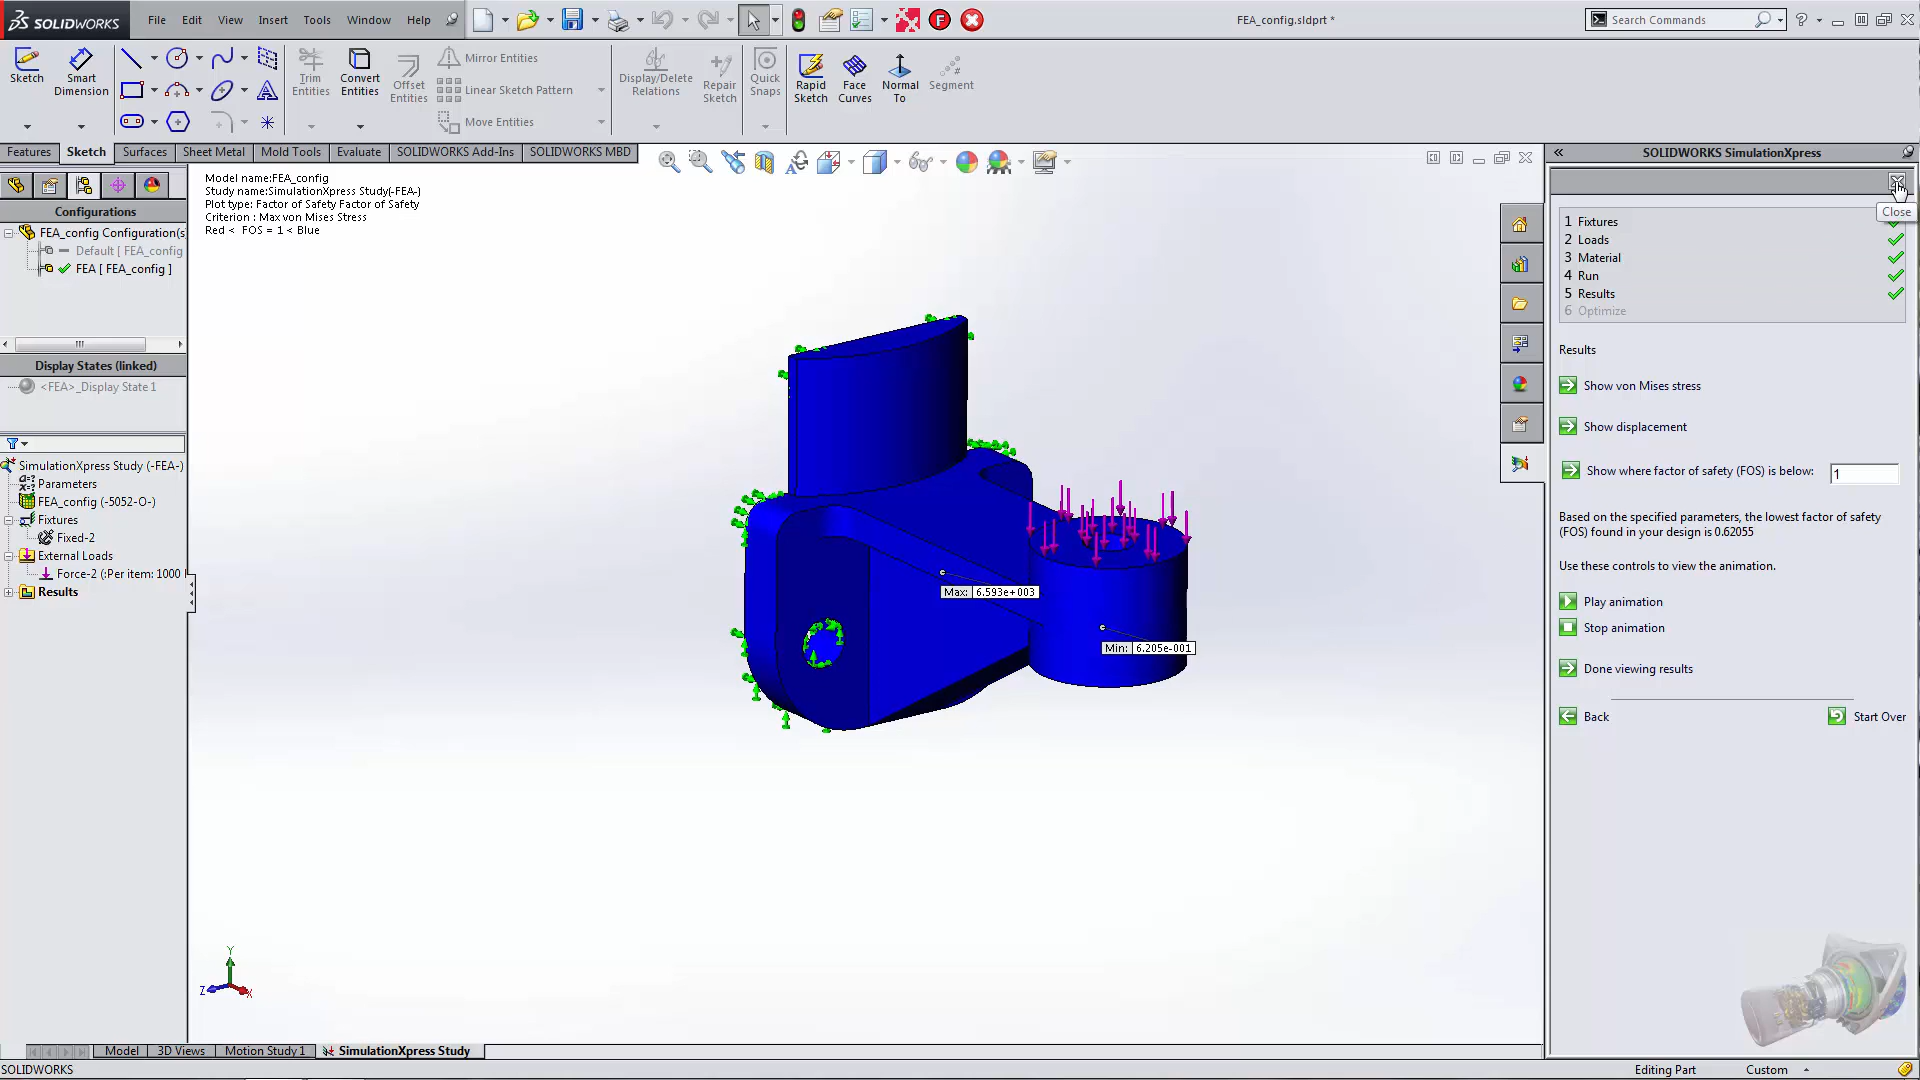 SOLIDWORKS
File Edit View Insert Tools Window Help
FEA_config.sldprt *
Search Commands
Sketch
Smart Dimension
Trim Entities
Convert Entities
Offset Entities
Mirror Entities
Linear Sketch Pattern
Move Entities
Display/Delete Relations
Repair Sketch
Quick Snaps
Rapid Sketch
Face Curves
Normal To
Segment
Features Sketch Surfaces Sheet Metal Mold Tools Evaluate SOLIDWORKS Add-Ins SOLIDWORKS MBD
Configurations
FEA_config Configuration(s
Default [ FEA_config
FEA [ FEA_config ]
Display States (linked)
<FEA>_Display State 1
SimulationXpress Study (-FEA-)
Parameters
FEA_config (-5052-O-)
Fixtures
Fixed-2
External Loads
Force-2 (:Per item: 1000
Results
Model name:FEA_config
Study name:SimulationXpress Study(-FEA-)
Plot type: Factor of Safety Factor of Safety
Criterion : Max von Mises Stress
Red < FOS = 1 < Blue
Max: 6.593e+003
Min: 6.205e-001
Y
Z
X
SOLIDWORKS SimulationXpress
Close
1 Fixtures
2 Loads
3 Material
4 Run
5 Results
6 Optimize
Results
Show von Mises stress
Show displacement
Show where factor of safety (FOS) is below: 1
Based on the specified parameters, the lowest factor of safety
(FOS) found in your design is 0.62055
Use these controls to view the animation.
Play animation
Stop animation
Done viewing results
Back Start Over
Model 3D Views Motion Study 1 SimulationXpress Study
SOLIDWORKS Editing Part Custom